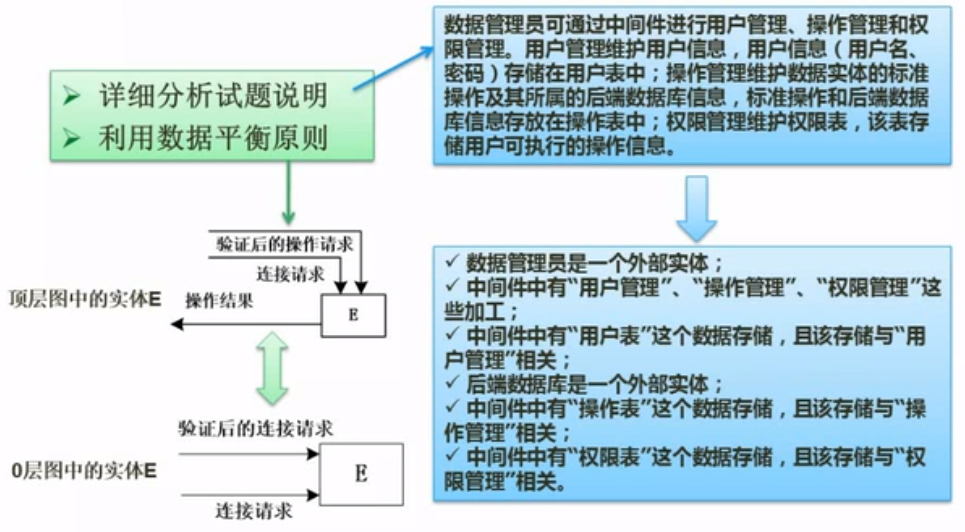 详细分析试题说明
利用数据平衡原则
数据管理员可通过中间件进行用户管理、操作管理和权
限管理。用户管理维护用户信息，用户信息（用户名、
密码）存储在用户表中；操作管理维护数据实体的标准
操作及其所属的后端数据库信息，标准操作和后端数据
库信息存放在操作表中；权限管理维护权限表，该表存
储用户可执行的操作信息。
验证后的操作请求
连接请求
顶层图中的实体E
操作结果
E
验证后的连接请求
0层图中的实体E
E
连接请求
✓ 数据管理员是一个外部实体；
✓ 中间件中有“用户管理”、“操作管理”、“权限管理”这
些加工；
✓ 中间件中有“用户表”这个数据存储，且该存储与“用
户管理”相关；
✓ 后端数据库是一个外部实体；
✓ 中间件中有“操作表”这个数据存储，且该存储与“操
作管理”相关；
✓ 中间件中有“权限表”这个数据存储，且该存储与“权
限管理”相关。